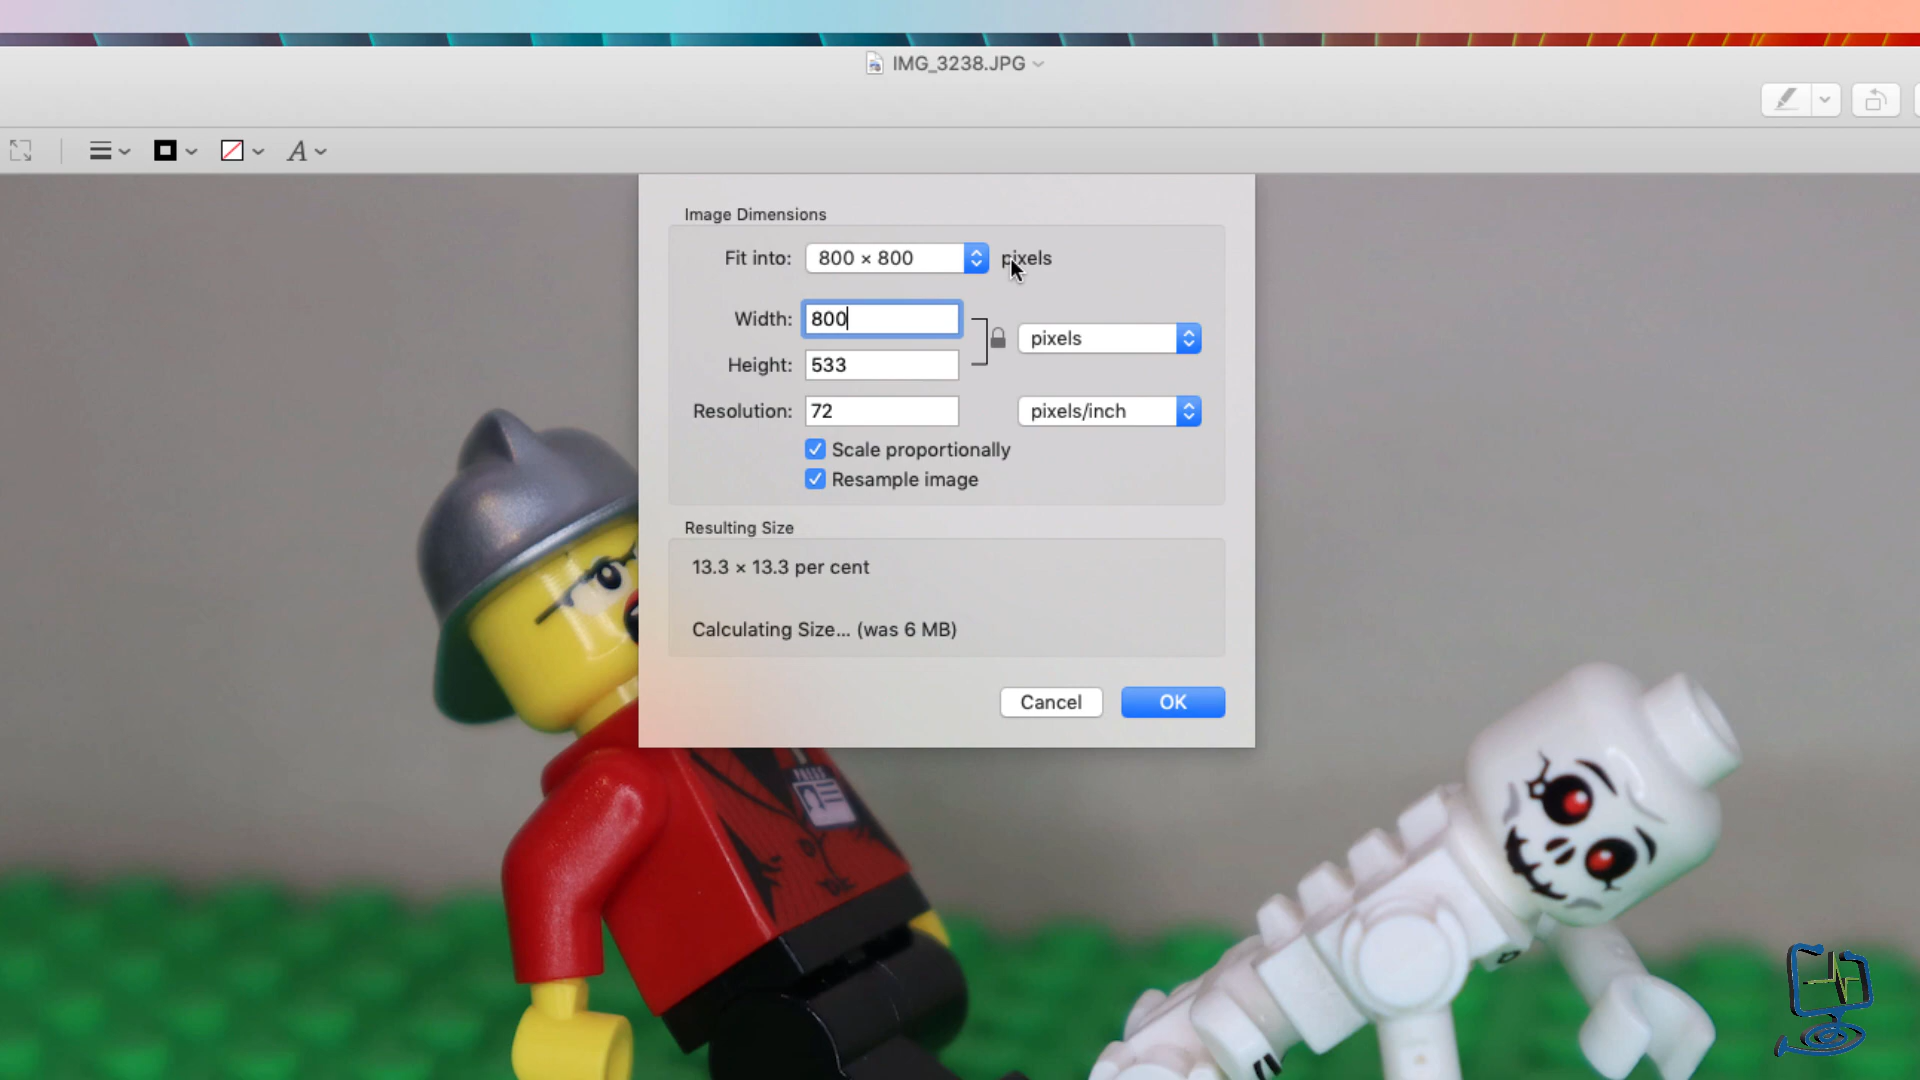 IMG_3238.JPG
A
Image Dimensions
Fit into: 800 × 800 pixels
Width: 800
pixels
Height: 533
Resolution: 72 pixels/inch
Scale proportionally
Resample image
Resulting Size
13.3 × 13.3 per cent
Calculating Size... (was 6 MB)
Cancel OK
PRESS